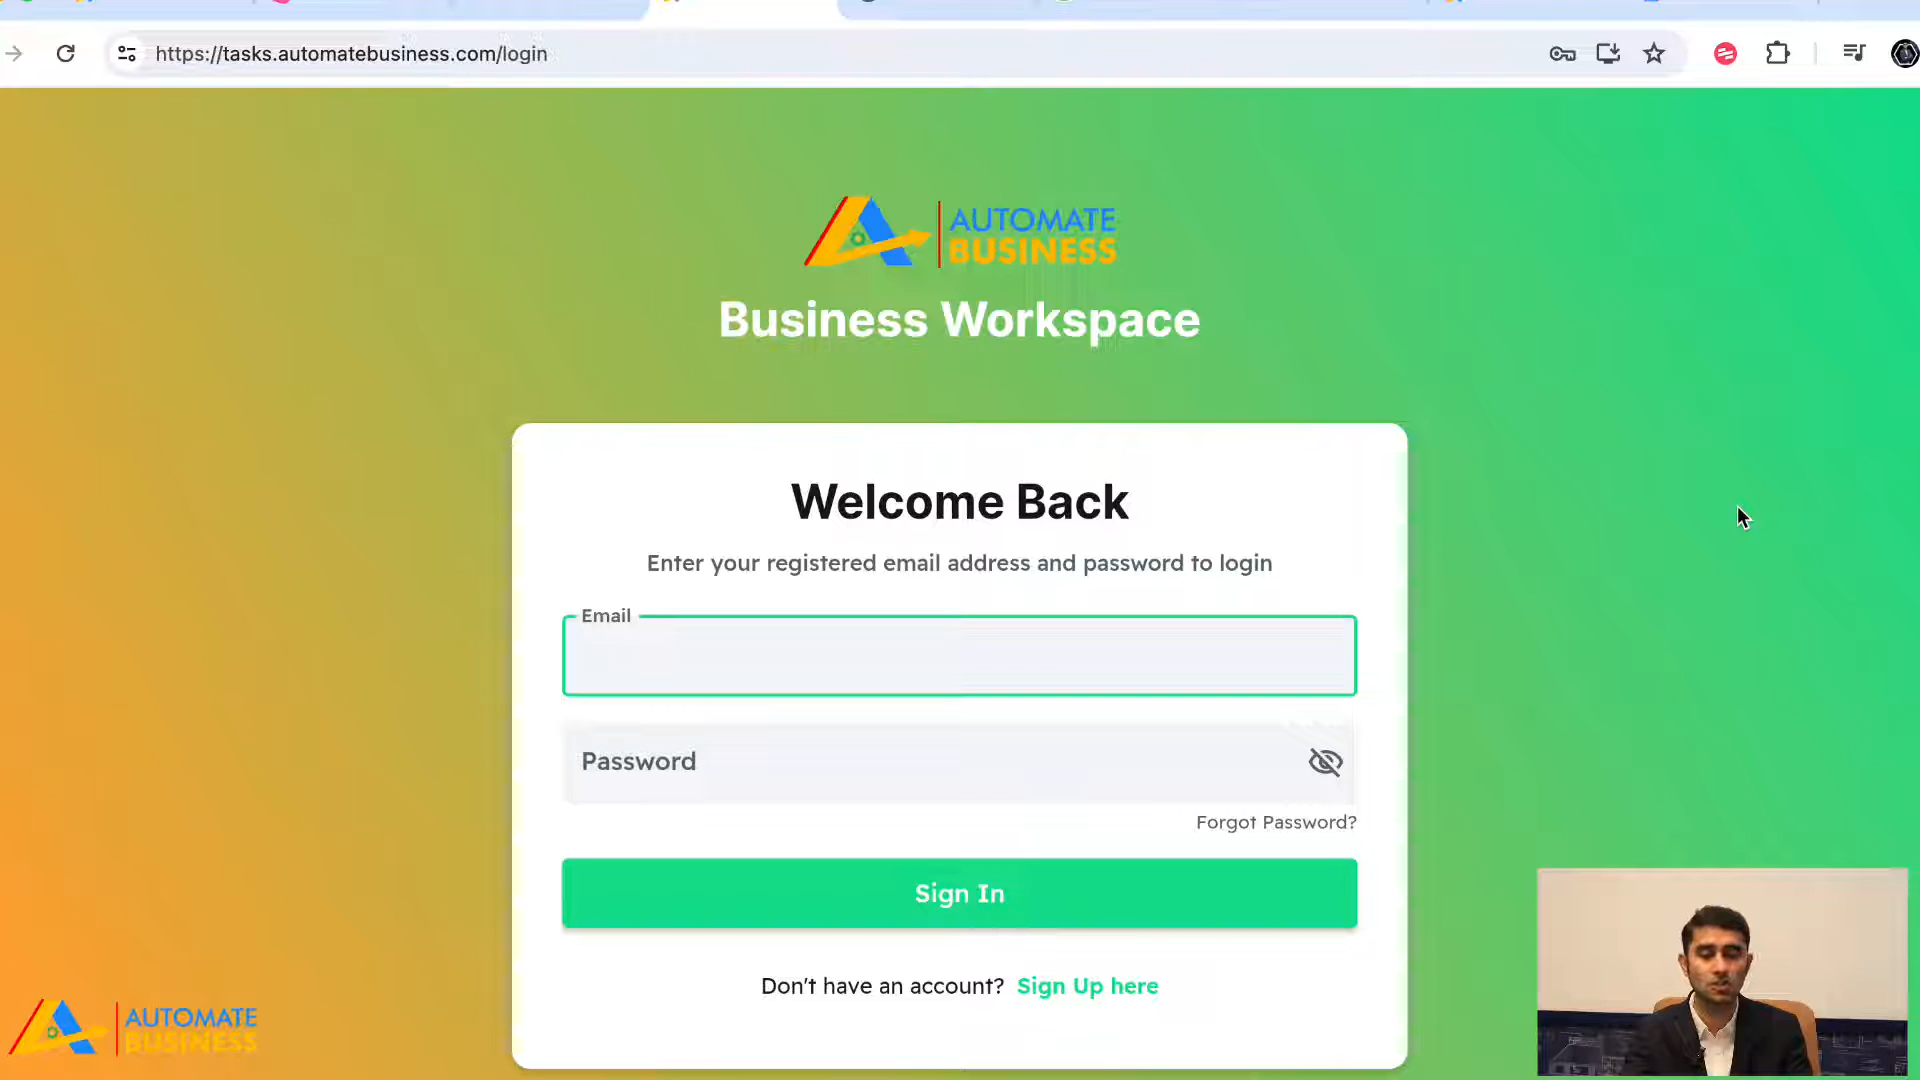 https://tasks.automatebusiness.com/login
AUTOMATE
BUSINESS
Business Workspace
Welcome Back
Enter your registered email address and password to login
Email
Password
Forgot Password?
Sign In
Don't have an account? Sign Up here
AUTOMATE
BUSINESS